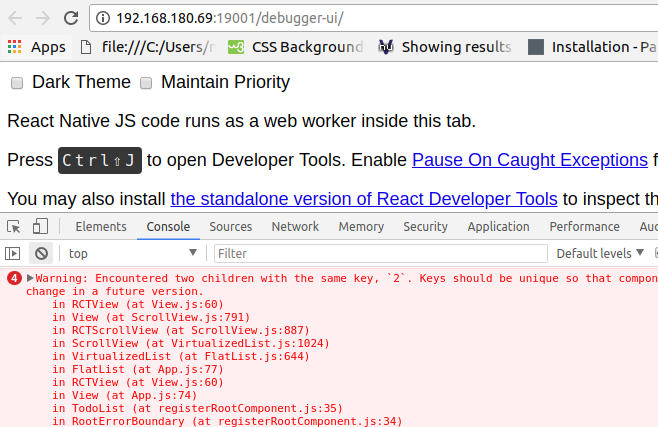 192.168.180.69:19001/debugger-ui/
Apps file:///C:/Users/ CSS Background Showing results Installation - Pa
Dark Theme Maintain Priority
React Native JS code runs as a web worker inside this tab.
Press Ctrl⇧J to open Developer Tools. Enable Pause On Caught Exceptions f
You may also install the standalone version of React Developer Tools to inspect th
Elements Console Sources Network Memory Security Application Performance Auc
top Filter Default levels
4 Warning: Encountered two children with the same key, `2`. Keys should be unique so that compon
change in a future version.
in RCTView (at View.js:60)
in View (at ScrollView.js:791)
in RCTScrollView (at ScrollView.js:887)
in ScrollView (at VirtualizedList.js:1024)
in VirtualizedList (at FlatList.js:644)
in FlatList (at App.js:77)
in RCTView (at View.js:60)
in View (at App.js:74)
in TodoList (at registerRootComponent.js:35)
in RootErrorBoundary (at registerRootComponent.js:34)